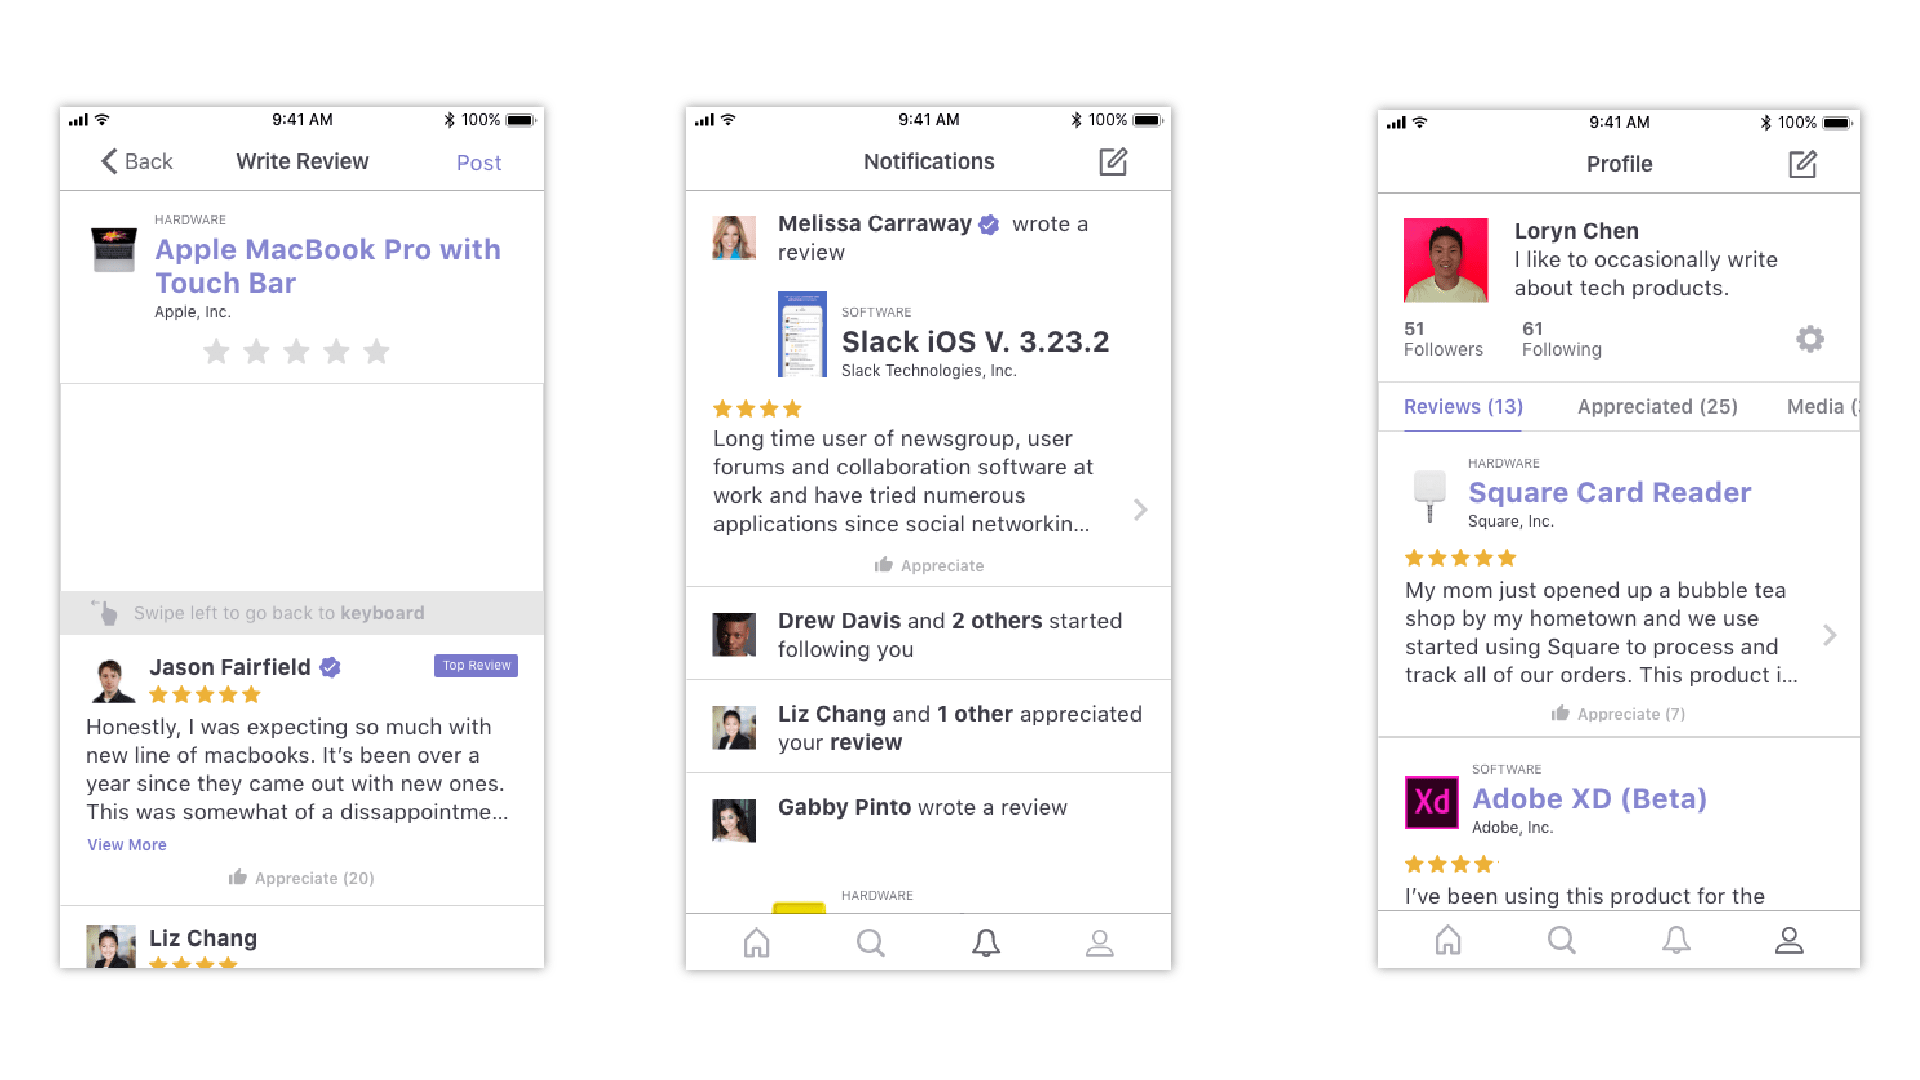 9:41 AM
100%
Back
Write Review
Post
HARDWARE
Apple MacBook Pro with
Touch Bar
Apple, Inc.
Swipe left to go back to keyboard
Jason Fairfield
Top Review
Honestly, I was expecting so much with
new line of macbooks. It's been over a
year since they came out with new ones.
This was somewhat of a dissappointme...
View More
Appreciate (20)
Liz Chang
9:41 AM
100%
Notifications
Melissa Carraway wrote a
review
SOFTWARE
Slack iOS V. 3.23.2
Slack Technologies, Inc.
Long time user of newsgroup, user
forums and collaboration software at
work and have tried numerous
applications since social networkin...
Appreciate
Drew Davis and 2 others started
following you
Liz Chang and 1 other appreciated
your review
Gabby Pinto wrote a review
HARDWARE
9:41 AM
100%
Profile
Loryn Chen
I like to occasionally write
about tech products.
51
Followers
61
Following
Reviews (13)
Appreciated (25)
Media (
HARDWARE
Square Card Reader
Square, Inc.
My mom just opened up a bubble tea
shop by my hometown and we use
started using Square to process and
track all of our orders. This product i...
Appreciate (7)
SOFTWARE
Xd
Adobe XD (Beta)
Adobe, Inc.
I've been using this product for the